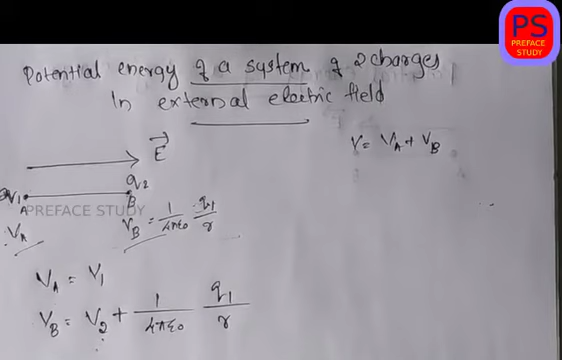 PS
PREFACE
STUDY
Potential energy of a system of 2 charges
In external electric field
V = V_A + V_B
E⃗
q₁ q₂
A B
PREFACE STUDY
V_A V_B = 1/4πε₀ q₁/r
V_A = V₁
V_B = V₂ + 1/4πε₀ q₁/r